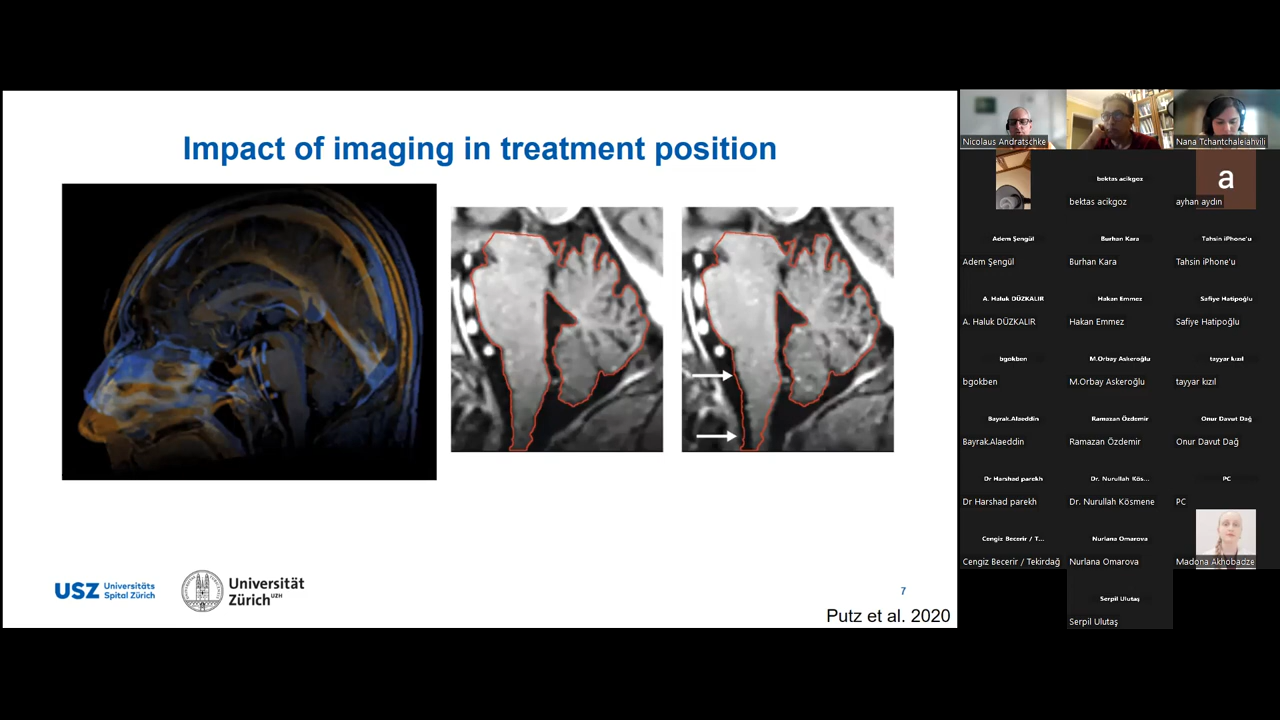 Impact of imaging in treatment position
USZ Universitäts
Spital Zürich
Universität
Zürich UZH
7
Putz et al. 2020
Nicolaus Andratschke
Nana Tchantchaleiahvili
bektas acikgoz
bektas acikgoz
a
ayhan aydın
Adem Şengül
Burhan Kara
Tahsin iPhone'u
Adem Şengül
Burhan Kara
Tahsin iPhone'u
A. Haluk DÜZKALIR
Hakan Emmez
Safiye Hatipoğlu
A. Haluk DÜZKALIR
Hakan Emmez
Safiye Hatipoğlu
bgokben
M.Orbay Askeroğlu
tayyar kızıl
bgokben
M.Orbay Askeroğlu
tayyar kızıl
Bayrak.Alaeddin
Ramazan Özdemir
Onur Davut Dağ
Bayrak.Alaeddin
Ramazan Özdemir
Onur Davut Dağ
Dr Harshad parekh
Dr. Nurullah Kös...
PC
Dr Harshad parekh
Dr. Nurullah Kösmene
PC
Cengiz Becerir / T...
Nurlana Omarova
Cengiz Becerir / Tekirdağ
Nurlana Omarova
Madona Akhobadze
Serpil Ulutaş
Serpil Ulutaş